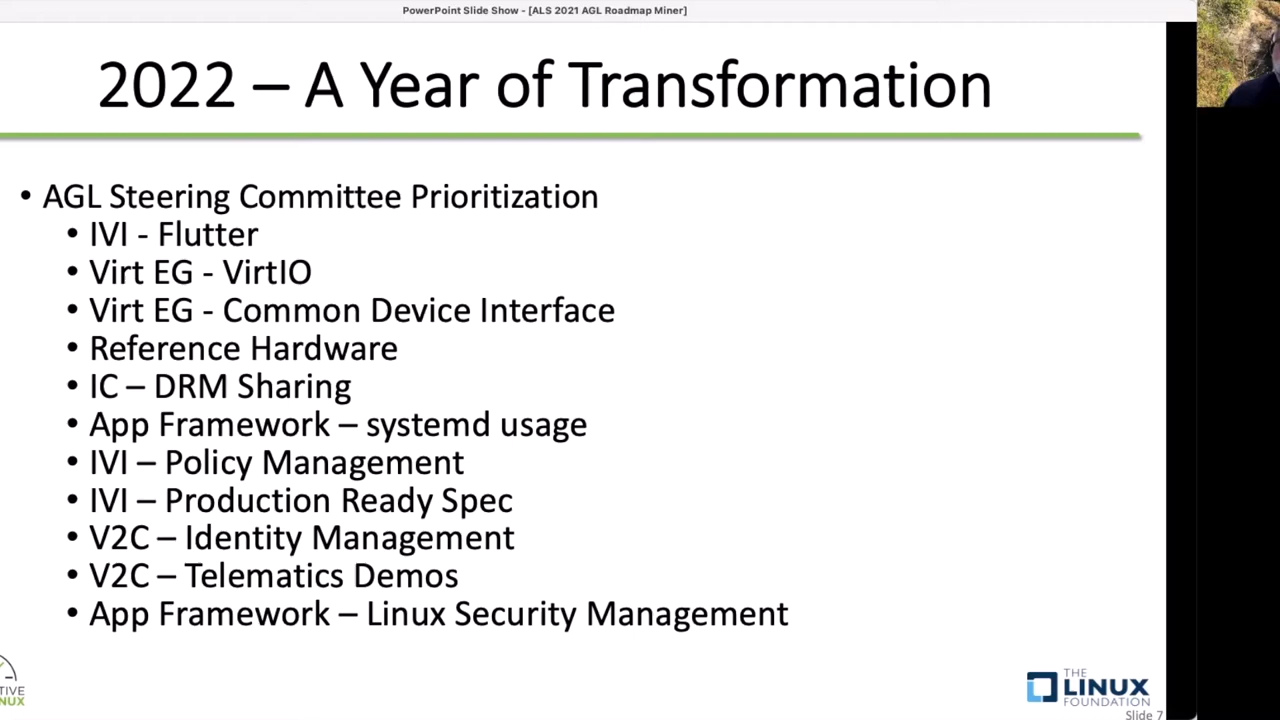 PowerPoint Slide Show - [ALS 2021 AGL Roadmap Miner]
2022 – A Year of Transformation
• AGL Steering Committee Prioritization
• IVI - Flutter
• Virt EG - VirtIO
• Virt EG - Common Device Interface
• Reference Hardware
• IC – DRM Sharing
• App Framework – systemd usage
• IVI – Policy Management
• IVI – Production Ready Spec
• V2C – Identity Management
• V2C – Telematics Demos
• App Framework – Linux Security Management
TIVE
NUX
THE
LINUX
FOUNDATION
Slide 7